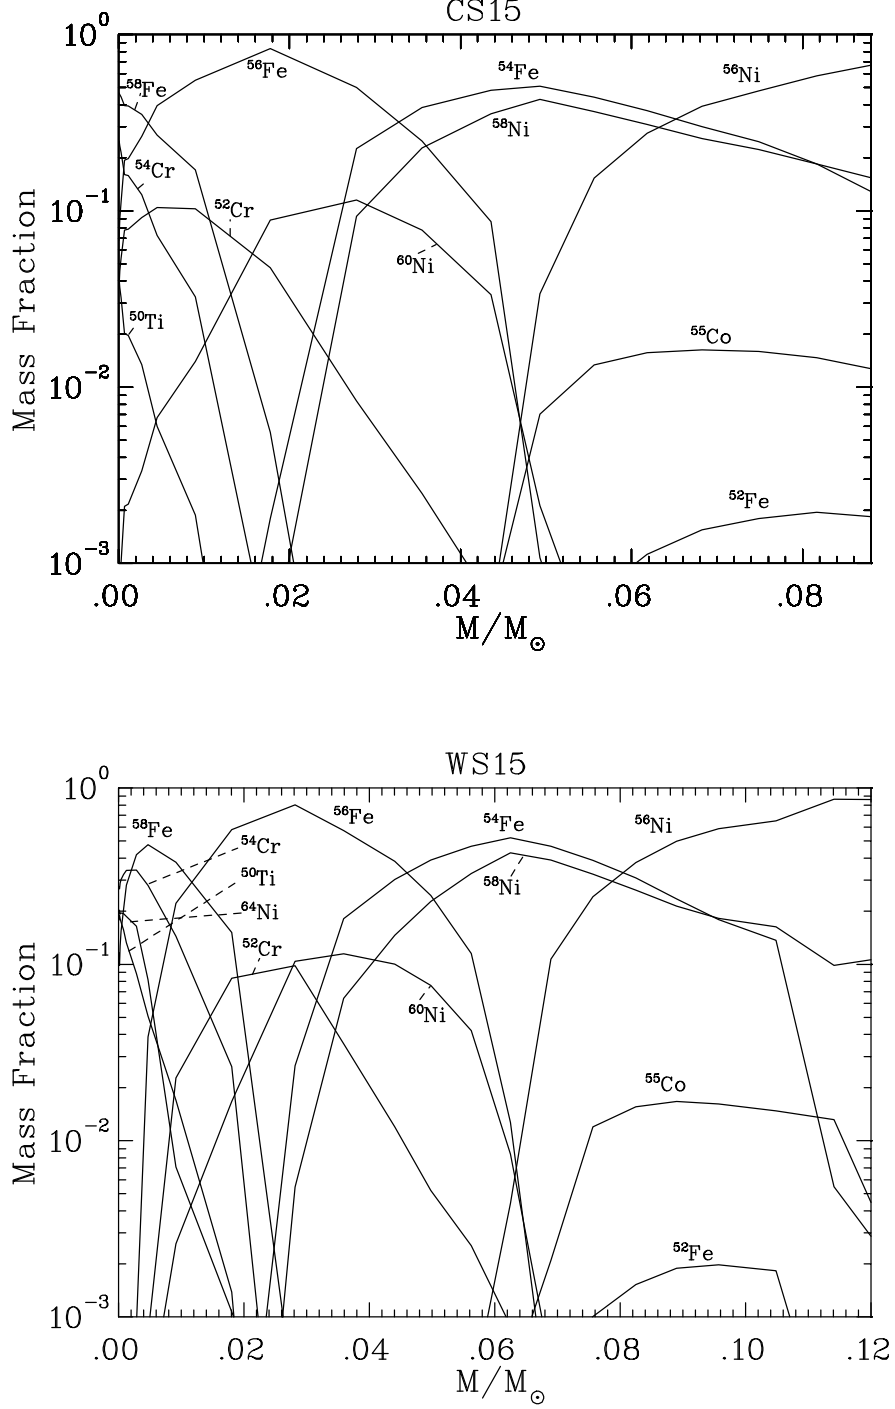 CS15
10⁰
⁵⁶Fe
⁵⁴Fe
⁵⁶Ni
⁵⁸Fe
⁵⁸Ni
⁵⁴Cr
10⁻¹
⁵²Cr
⁶⁰Ni
⁵⁰Ti
⁵⁵Co
10⁻²
⁵²Fe
10⁻³
Mass Fraction
.00 .02 .04 .06 .08
M/M⊙
WS15
10⁰
⁵⁸Fe
⁵⁶Fe
⁵⁴Fe
⁵⁶Ni
⁵⁴Cr
⁵⁰Ti
⁵⁸Ni
⁶⁴Ni
⁵²Cr
10⁻¹
⁶⁰Ni
⁵⁵Co
10⁻²
⁵²Fe
10⁻³
Mass Fraction
.00 .02 .04 .06 .08 .10 .12
M/M⊙